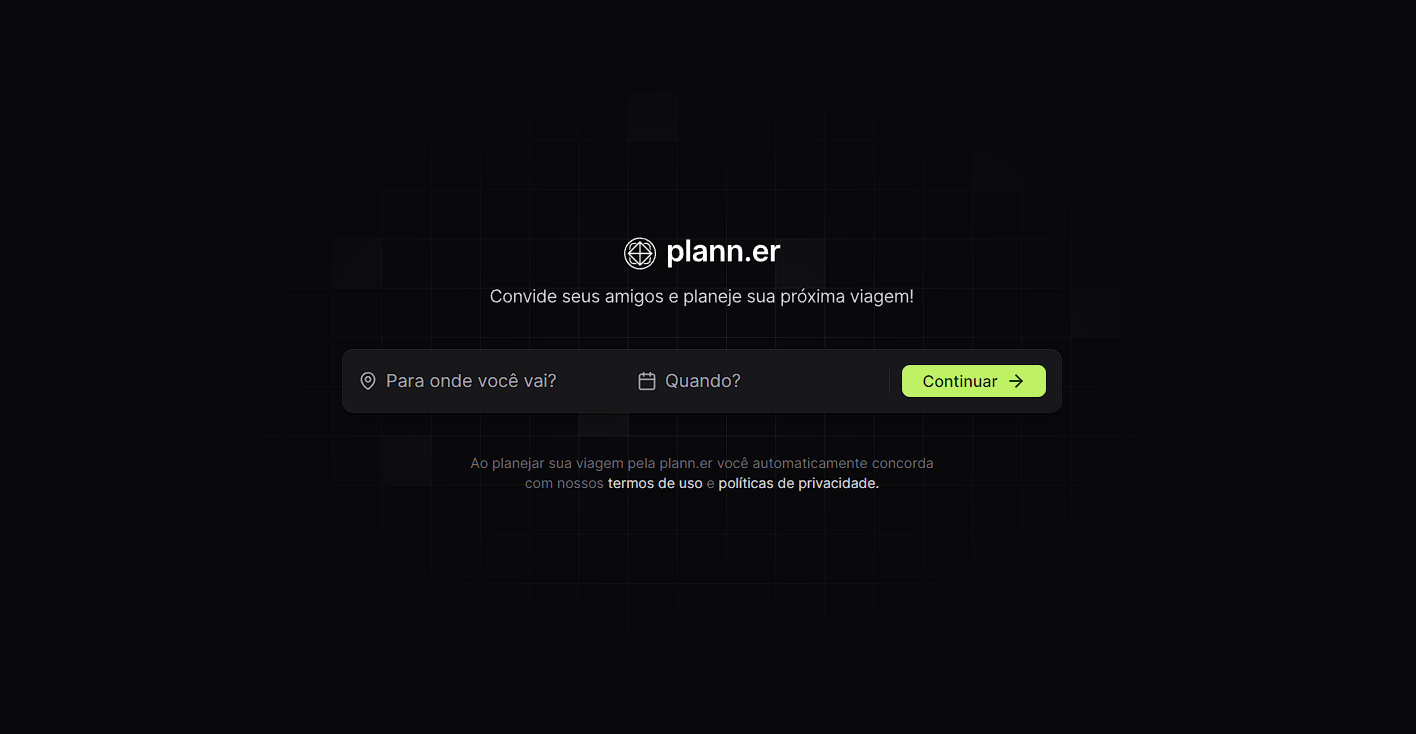 plann.er
Convide seus amigos e planeje sua próxima viagem!
Para onde você vai?
Quando?
Continuar
Ao planejar sua viagem pela plann.er você automaticamente concorda
com nossos termos de uso e políticas de privacidade.